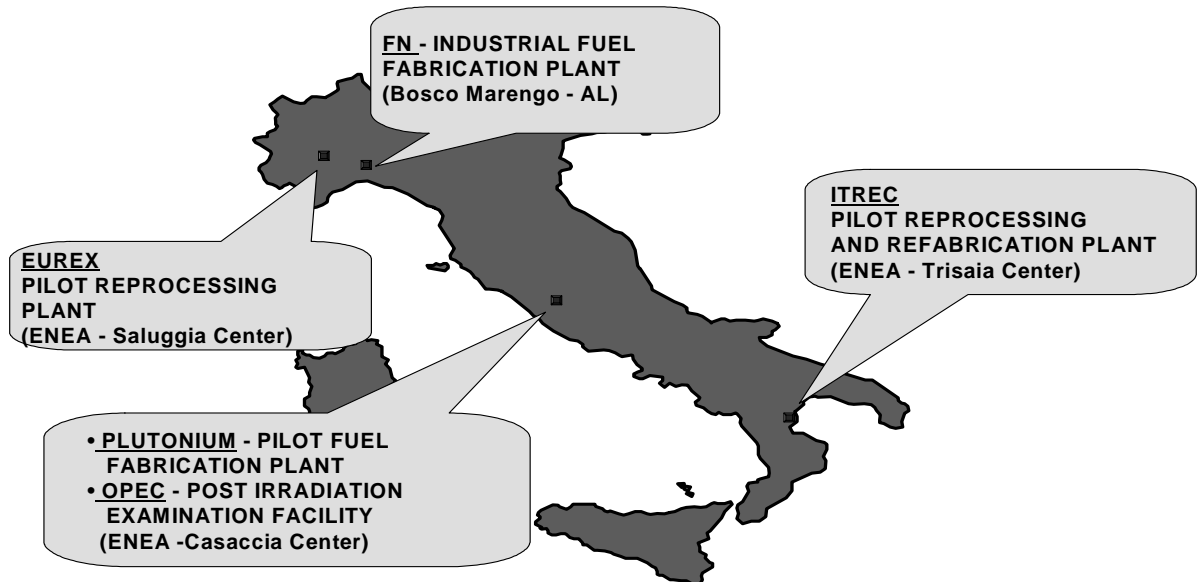 FN - INDUSTRIAL FUEL
FABRICATION PLANT
(Bosco Marengo - AL)
ITREC
PILOT REPROCESSING
AND REFABRICATION PLANT
(ENEA - Trisaia Center)
EUREX
PILOT REPROCESSING
PLANT
(ENEA - Saluggia Center)
• PLUTONIUM - PILOT FUEL
FABRICATION PLANT
• OPEC - POST IRRADIATION
EXAMINATION FACILITY
(ENEA -Casaccia Center)